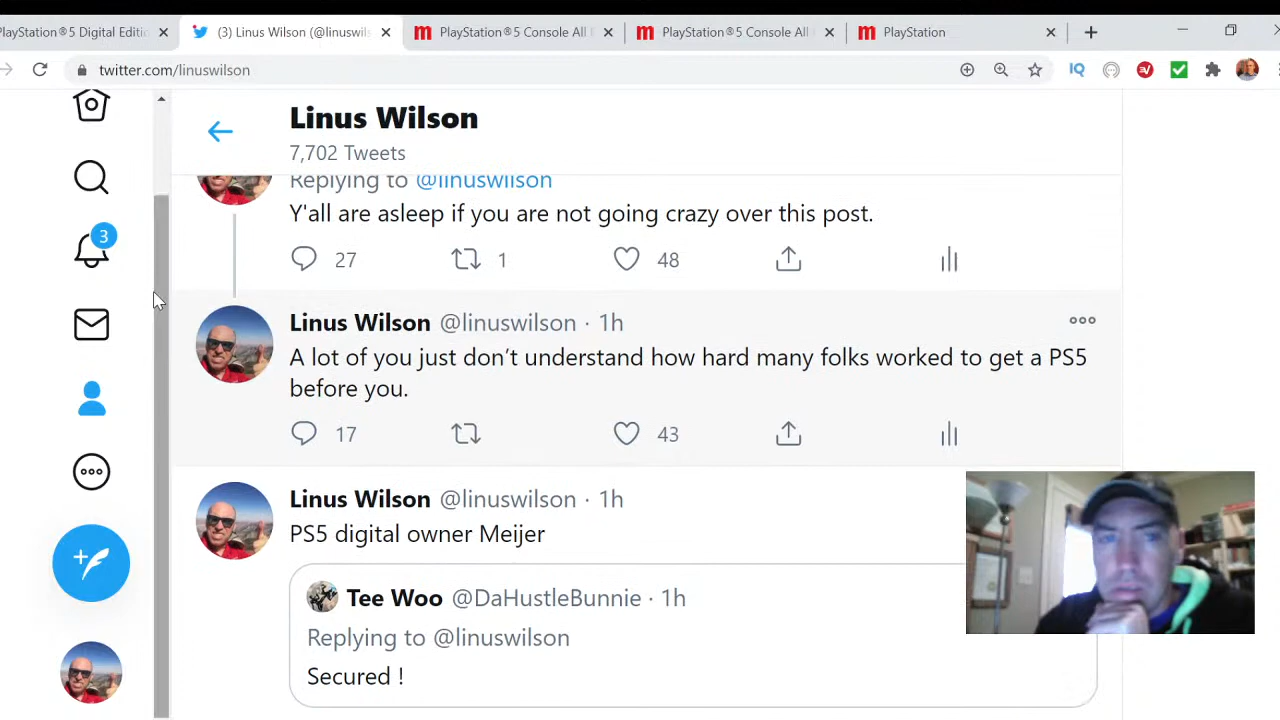 PlayStation®5 Digital Editi
(3) Linus Wilson (@linuswils
PlayStation®5 Console All
PlayStation®5 Console All
PlayStation
twitter.com/linuswilson
Linus Wilson
7,702 Tweets
Replying to @linuswilson
Y'all are asleep if you are not going crazy over this post.
27 1 48
3
Linus Wilson @linuswilson · 1h
A lot of you just don’t understand how hard many folks worked to get a PS5
before you.
17 43
Linus Wilson @linuswilson · 1h
PS5 digital owner Meijer
Tee Woo @DaHustleBunnie · 1h
Replying to @linuswilson
Secured !